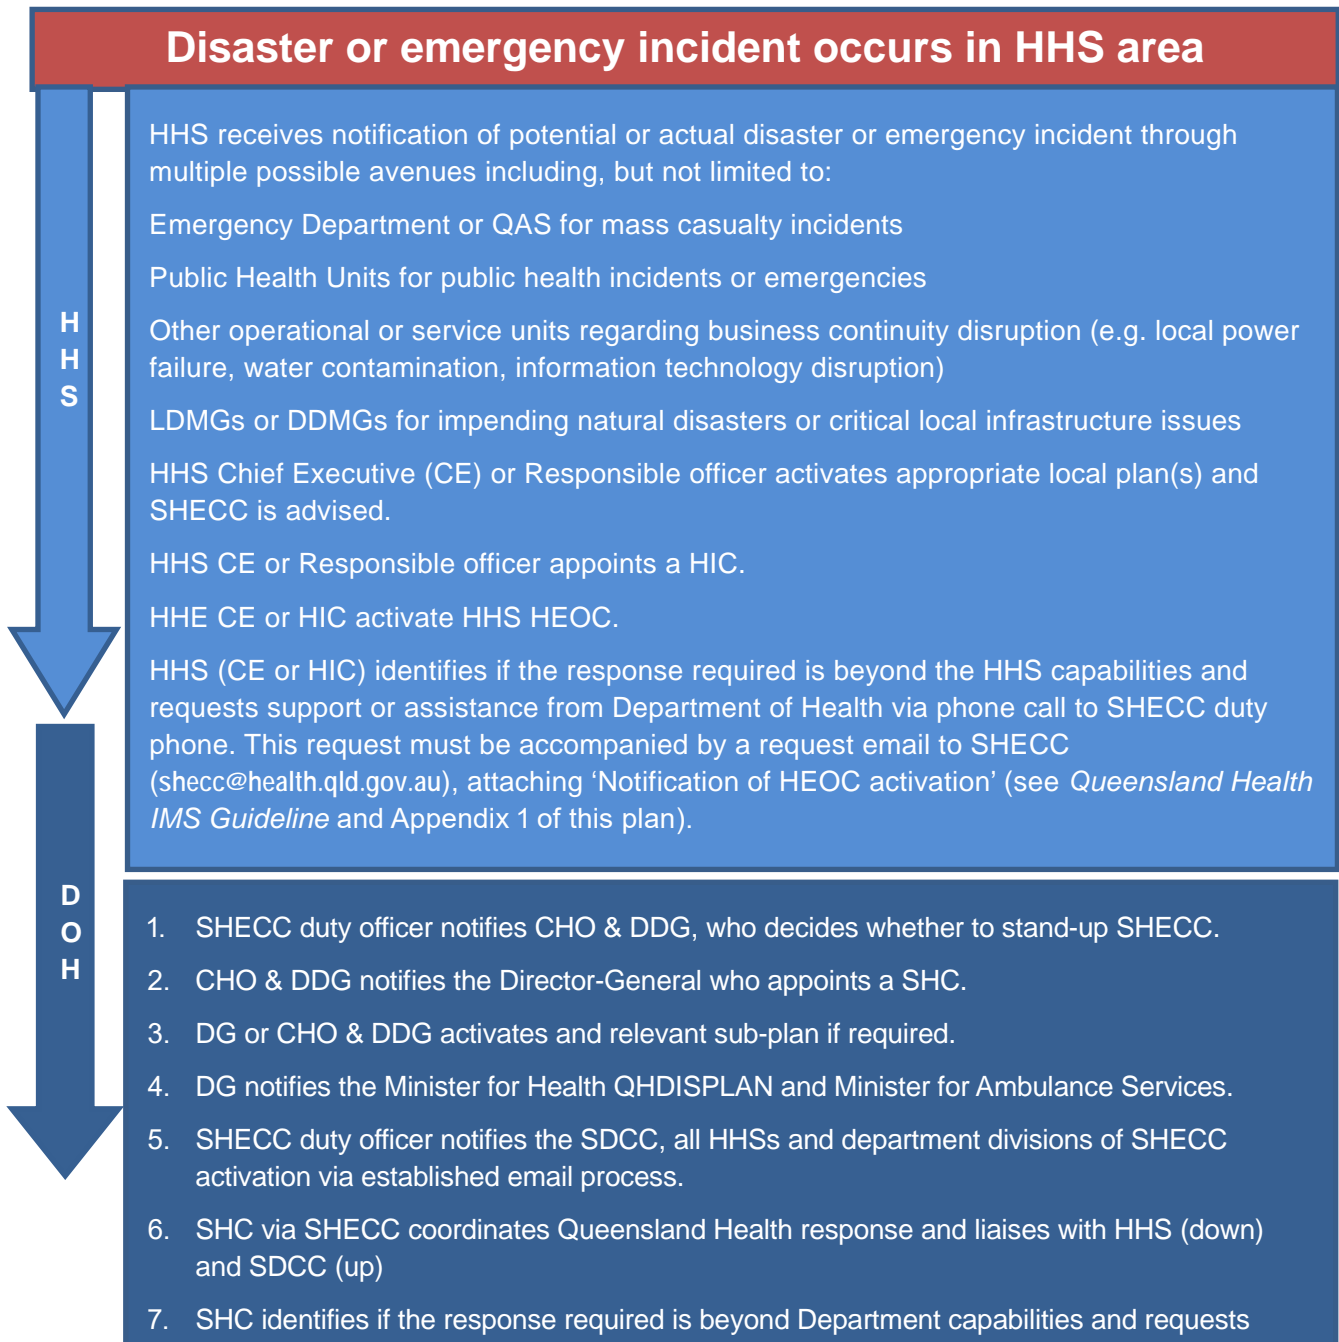 Disaster or emergency incident occurs in HHS area
H
H
S
HHS receives notification of potential or actual disaster or emergency incident through
multiple possible avenues including, but not limited to:
Emergency Department or QAS for mass casualty incidents
Public Health Units for public health incidents or emergencies
Other operational or service units regarding business continuity disruption (e.g. local power
failure, water contamination, information technology disruption)
LDMGs or DDMGs for impending natural disasters or critical local infrastructure issues
HHS Chief Executive (CE) or Responsible officer activates appropriate local plan(s) and
SHECC is advised.
HHS CE or Responsible officer appoints a HIC.
HHE CE or HIC activate HHS HEOC.
HHS (CE or HIC) identifies if the response required is beyond the HHS capabilities and
requests support or assistance from Department of Health via phone call to SHECC duty
phone. This request must be accompanied by a request email to SHECC
(shecc@health.qld.gov.au), attaching ‘Notification of HEOC activation’ (see Queensland Health
IMS Guideline and Appendix 1 of this plan).
D
O
H
1. SHECC duty officer notifies CHO & DDG, who decides whether to stand-up SHECC.
2. CHO & DDG notifies the Director-General who appoints a SHC.
3. DG or CHO & DDG activates and relevant sub-plan if required.
4. DG notifies the Minister for Health QHDISPLAN and Minister for Ambulance Services.
5. SHECC duty officer notifies the SDCC, all HHSs and department divisions of SHECC
activation via established email process.
6. SHC via SHECC coordinates Queensland Health response and liaises with HHS (down)
and SDCC (up)
7. SHC identifies if the response required is beyond Department capabilities and requests